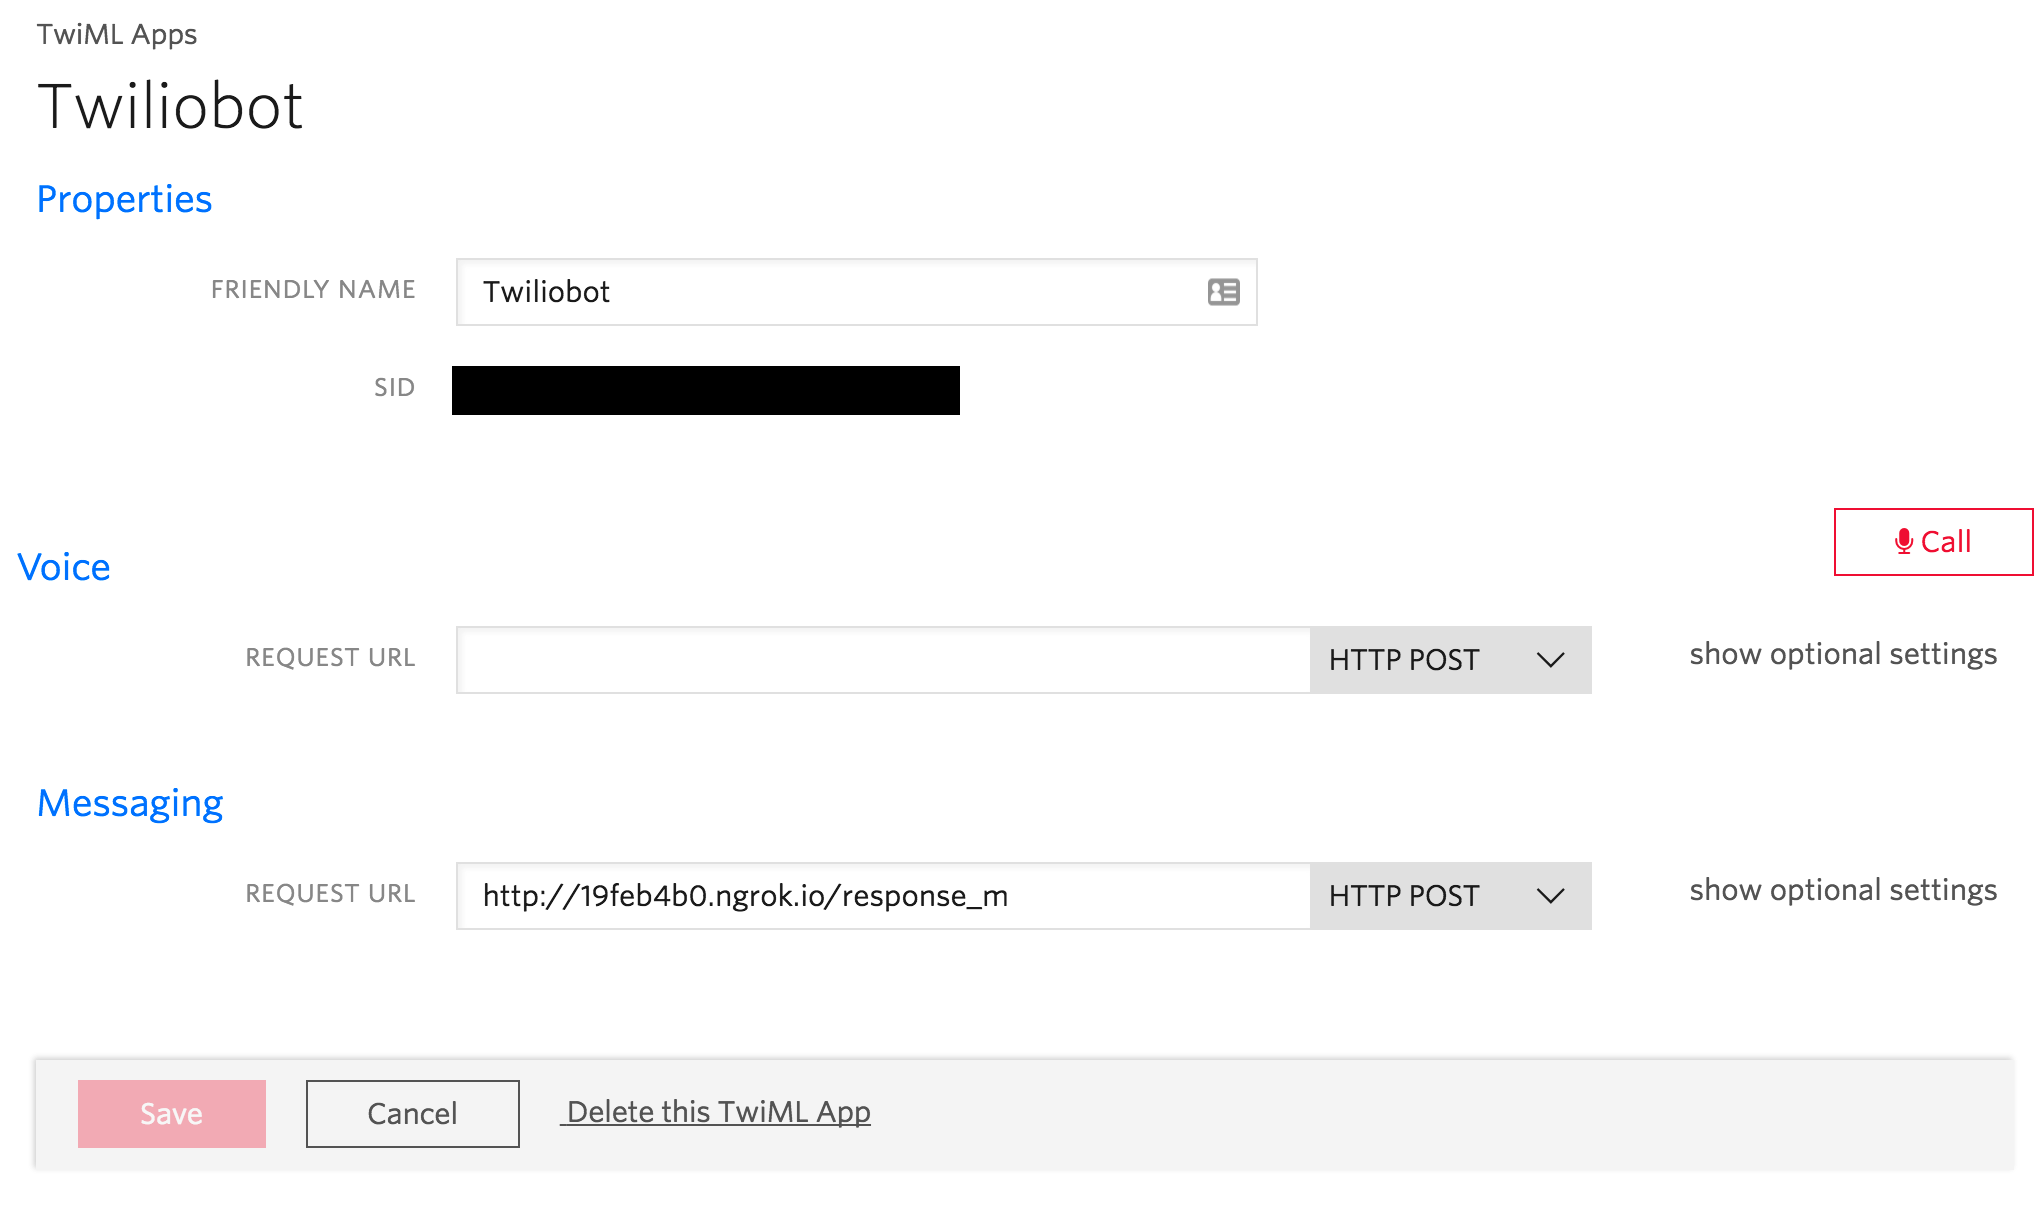 TwiML Apps
Twiliobot
Properties
FRIENDLY NAME Twiliobot
SID
Call
Voice
REQUEST URL HTTP POST show optional settings
Messaging
REQUEST URL http://19feb4b0.ngrok.io/response_m HTTP POST show optional settings
Save Cancel Delete this TwiML App